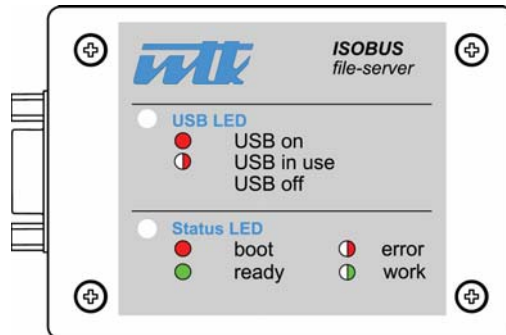 wtk
ISOBUS
file-server
USB LED
USB on
USB in use
USB off
Status LED
boot error
ready work